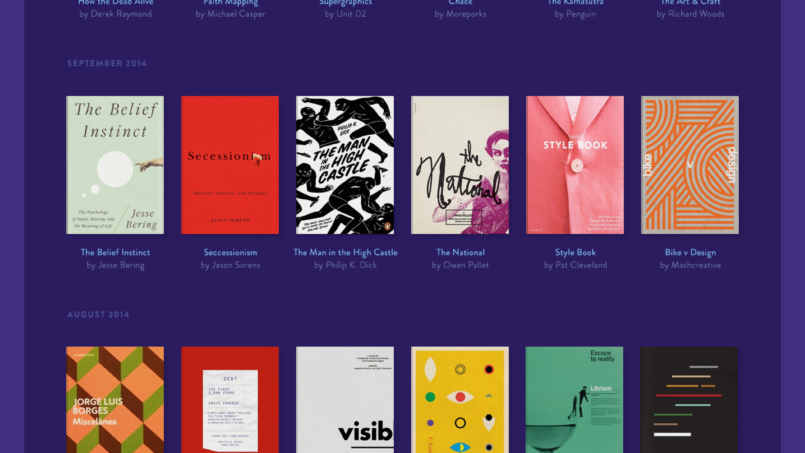 How the Dead Alive
Faith Mapping
Supergraphics
Chace
The Kamasutra
The Art & Craft
by Derek Raymond
by Michael Casper
by Unit 02
by Moreporks
by Penguin
by Richard Woods
SEPTEMBER 2014
The Belief
Instinct
The Psychology
of Souls, Destiny, and
the Meaning of Life
Jesse
Bering
Secessionism
JASON SORENS
PHILIP K.
DICK
THE MAN
IN THE HIGH
CASTLE
the
National
STYLE BOOK
bike
v
design
The Belief Instinct
by Jesse Bering
Seccessionism
by Jason Sorens
The Man in the High Castle
by Philip K. Dick
The National
by Owen Pallet
Style Book
by Pat Cleveland
Bike v Design
by Mashcreative
AUGUST 2014
JORGE LUIS
BORGES
Miscelánea
DEBT
THE FIRST
5,000 YEARS
DAVID GRAEBER
visib
Escape
to reality
Librium